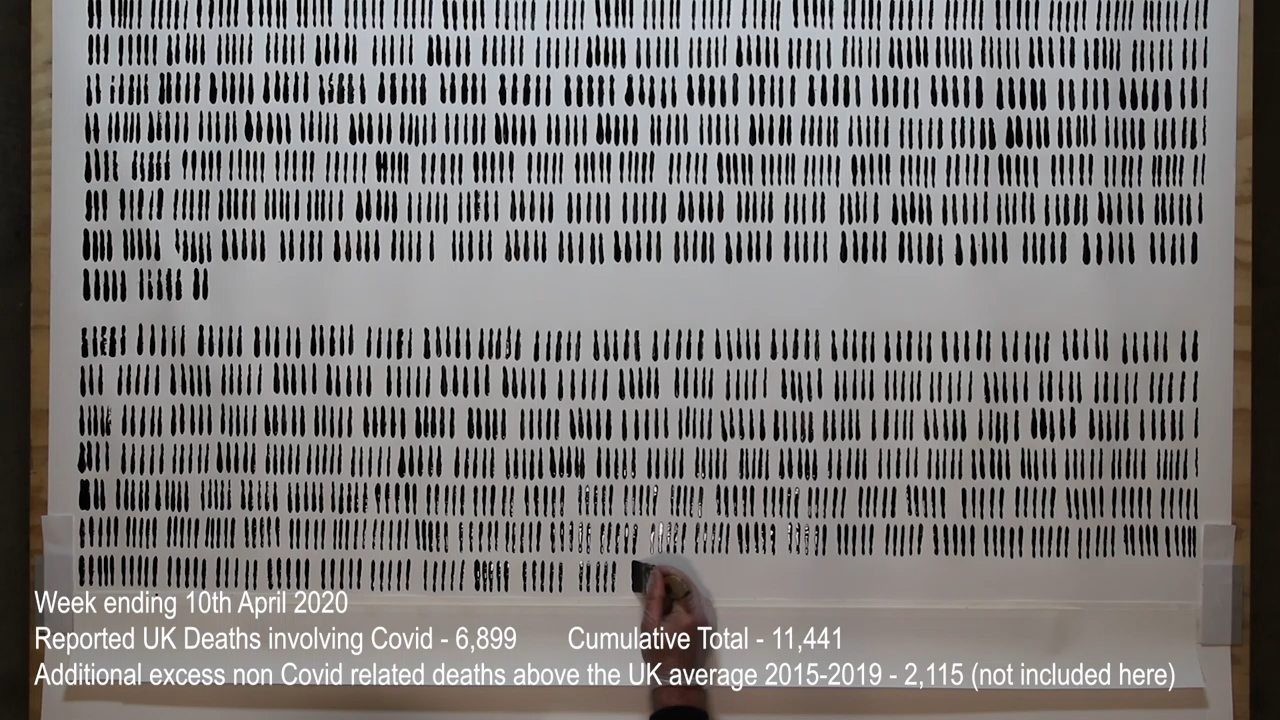 Week ending 10th April 2020
Reported UK Deaths involving Covid - 6,899 Cumulative Total - 11,441
Additional excess non Covid related deaths above the UK average 2015-2019 - 2,115 (not included here)